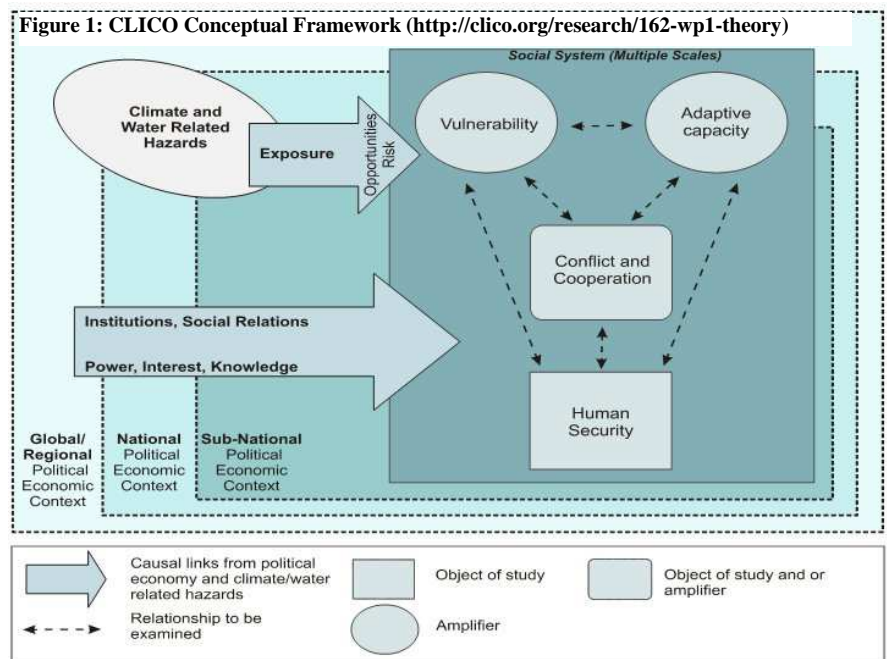 Figure 1: CLICO Conceptual Framework (http://clico.org/research/162-wp1-theory)
Social System (Multiple Scales)
Climate and
Water Related
Hazards
Exposure
Opportunities
Risk
Vulnerability
Adaptive
capacity
Conflict and
Cooperation
Institutions, Social Relations
Power, Interest, Knowledge
Human
Security
Global/
Regional
Political
Economic
Context
National
Political
Economic
Context
Sub-National
Political
Economic
Context
Causal links from political
economy and climate/water
related hazards
Object of study
Object of study and or
amplifier
Relationship to be
examined
Amplifier